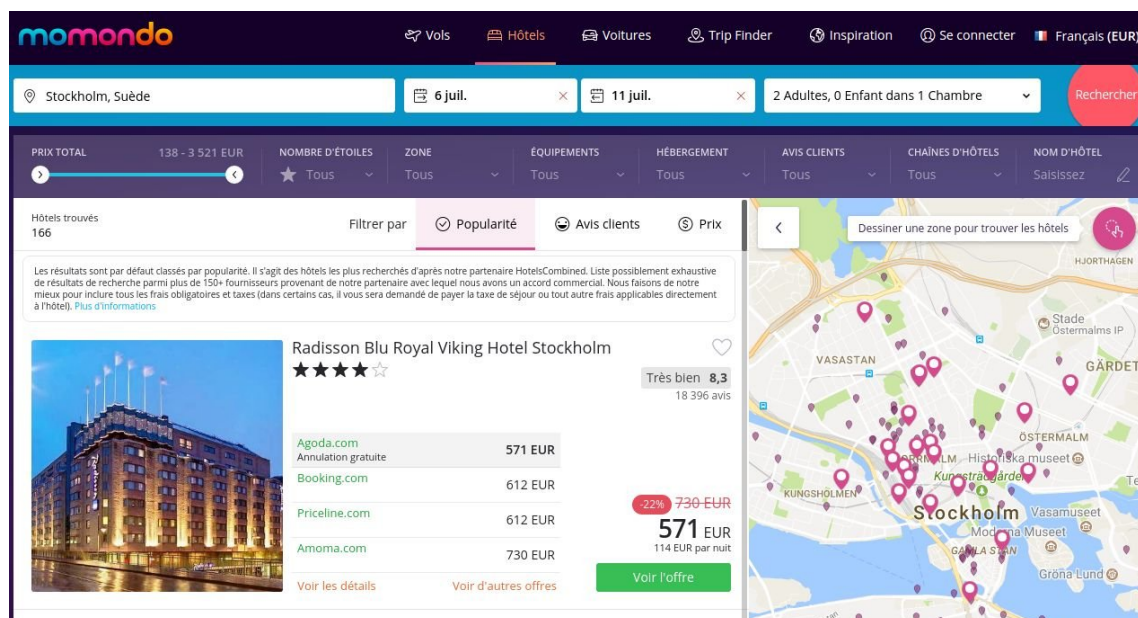 momondo
Vols
Hôtels
Voitures
Trip Finder
Inspiration
Se connecter
Français (EUR)
Stockholm, Suède
6 juil.
11 juil.
2 Adultes, 0 Enfant dans 1 Chambre
Rechercher
PRIX TOTAL
138 - 3 521 EUR
NOMBRE D'ÉTOILES
Tous
ZONE
Tous
ÉQUIPEMENTS
Tous
HÉBERGEMENT
Tous
AVIS CLIENTS
Tous
CHAÎNES D'HÔTELS
Tous
NOM D'HÔTEL
Saisissez
Hôtels trouvés
166
Filtrer par
Popularité
Avis clients
Prix
Les résultats sont par défaut classés par popularité. Il s'agit des hôtels les plus recherchés d'après notre partenaire HotelsCombined. Liste possiblement exhaustive
de résultats de recherche parmi plus de 150+ fournisseurs provenant de notre partenaire avec lequel nous avons un accord commercial. Nous faisons de notre
mieux pour inclure tous les frais obligatoires et taxes (dans certains cas, il vous sera demandé de payer la taxe de séjour ou tout autre frais applicables directement
à l'hôtel). Plus d'informations
Radisson Blu Royal Viking Hotel Stockholm
Très bien 8,3
18 396 avis
Agoda.com
Annulation gratuite
571 EUR
Booking.com
612 EUR
Priceline.com
612 EUR
Amoma.com
730 EUR
Voir les détails
Voir d'autres offres
-22% 730 EUR
571 EUR
114 EUR par nuit
Voir l'offre
Dessiner une zone pour trouver les hôtels
HJORTHAGEN
Stade
Östermalms IP
VASASTAN
GÄRDET
ÖSTERMALM
Historiska museet
Kungsträdgården
KUNGSHOLMEN
Stockholm
Vasamuseet
Moderna Museet
GAMLA STAN
Gröna Lund